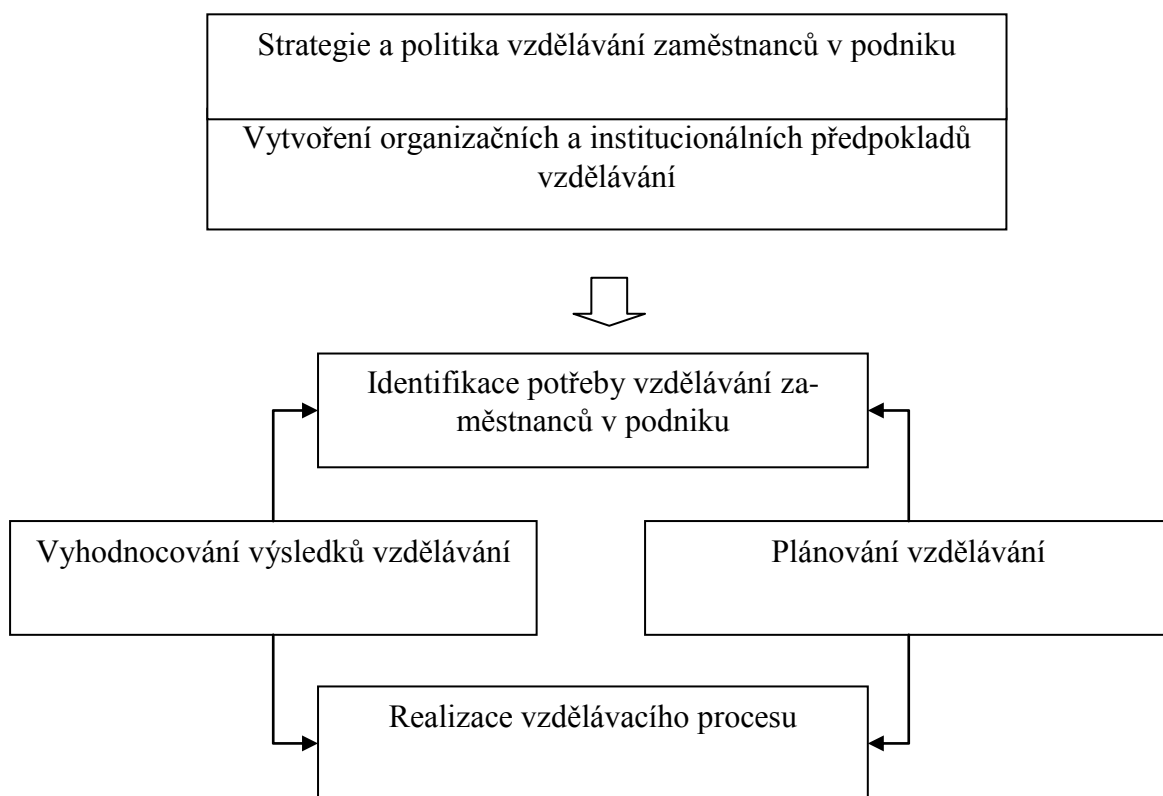 Strategie a politika vzdělávání zaměstnanců v podniku
Vytvoření organizačních a institucionálních předpokladů
vzdělávání
Identifikace potřeby vzdělávání za-
městnanců v podniku
Vyhodnocování výsledků vzdělávání
Plánování vzdělávání
Realizace vzdělávacího procesu